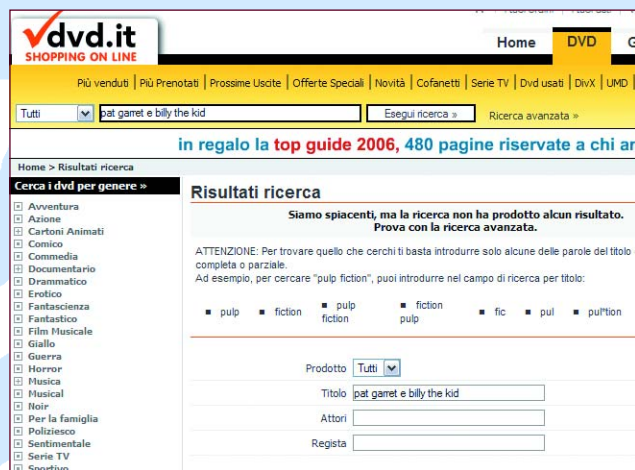 dvd.it
SHOPPING ON LINE
Home DVD
Più venduti | Più Prenotati | Prossime Uscite | Offerte Speciali | Novità | Cofanetti | Serie TV | Dvd usati | DivX | UMD |
Tutti pat garret e billy the kid Esegui ricerca » Ricerca avanzata »
in regalo la top guide 2006, 480 pagine riservate a chi
Home > Risultati ricerca
Cerca i dvd per genere »
Avventura
Azione
Cartoni Animati
Comico
Commedia
Documentario
Drammatico
Erotico
Fantascienza
Fantastico
Film Musicale
Giallo
Guerra
Horror
Musica
Musical
Noir
Per la famiglia
Poliziesco
Sentimentale
Serie TV
Sportivo
Risultati ricerca
Siamo spiacenti, ma la ricerca non ha prodotto alcun risultato.
Prova con la ricerca avanzata.
ATTENZIONE: Per trovare quello che cerchi ti basta introdurre solo alcune delle parole del titolo
completa o parziale.
Ad esempio, per cercare "pulp fiction", puoi introdurre nel campo di ricerca per titolo:
pulp fiction pulp fiction fiction pulp fic pul pul*tion
Prodotto Tutti
Titolo pat garret e billy the kid
Attori
Regista